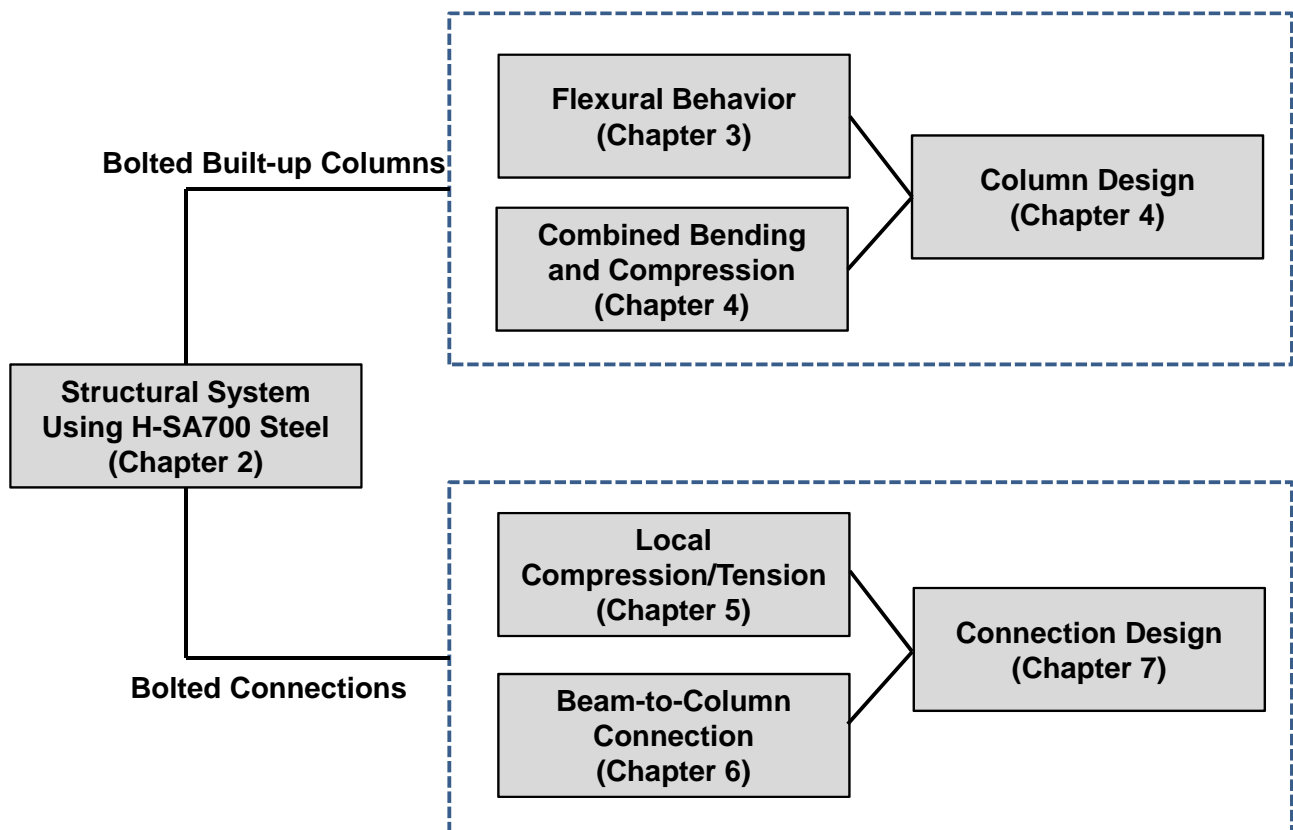 Bolted Built-up Columns
Flexural Behavior
(Chapter 3)
Combined Bending
and Compression
(Chapter 4)
Column Design
(Chapter 4)
Structural System
Using H-SA700 Steel
(Chapter 2)
Bolted Connections
Local
Compression/Tension
(Chapter 5)
Beam-to-Column
Connection
(Chapter 6)
Connection Design
(Chapter 7)